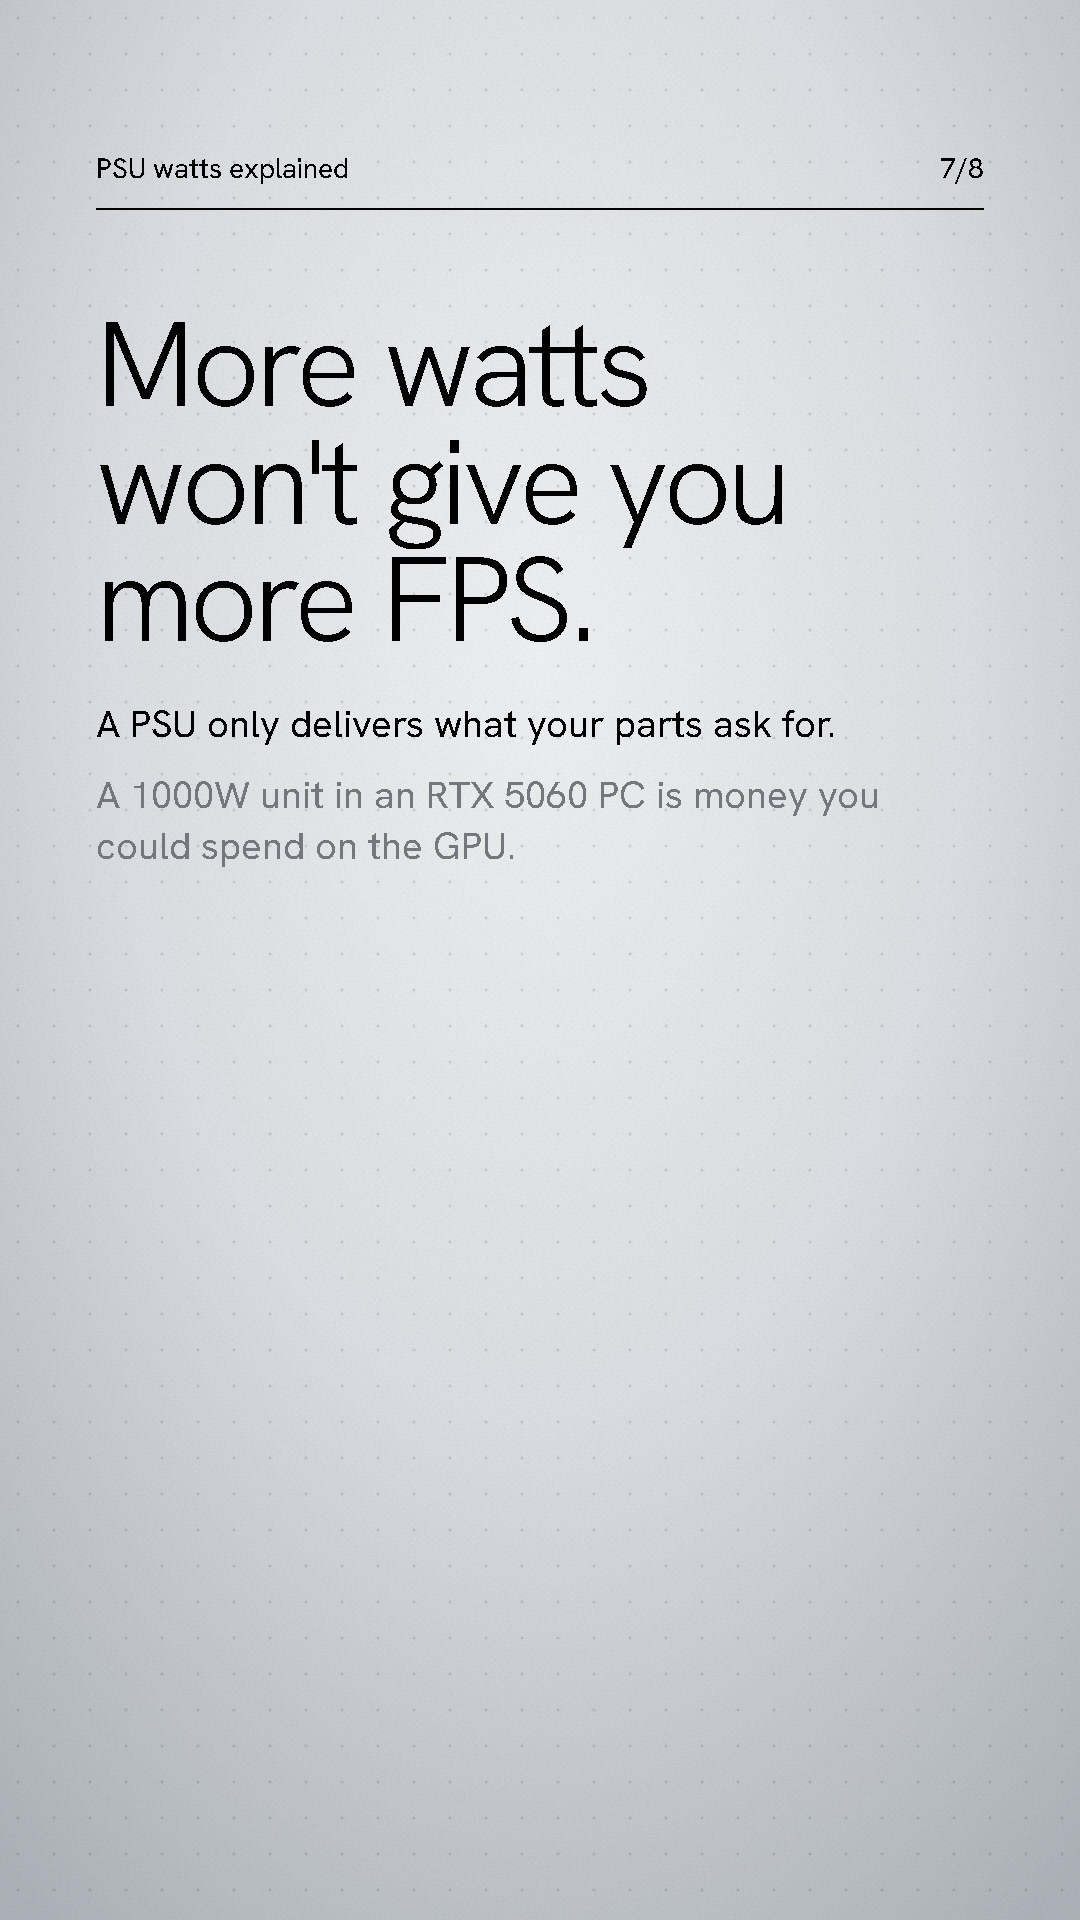 PSU watts explained
7/8
More watts
won't give you
more FPS.
A PSU only delivers what your parts ask for.
A 1000W unit in an RTX 5060 PC is money you
could spend on the GPU.